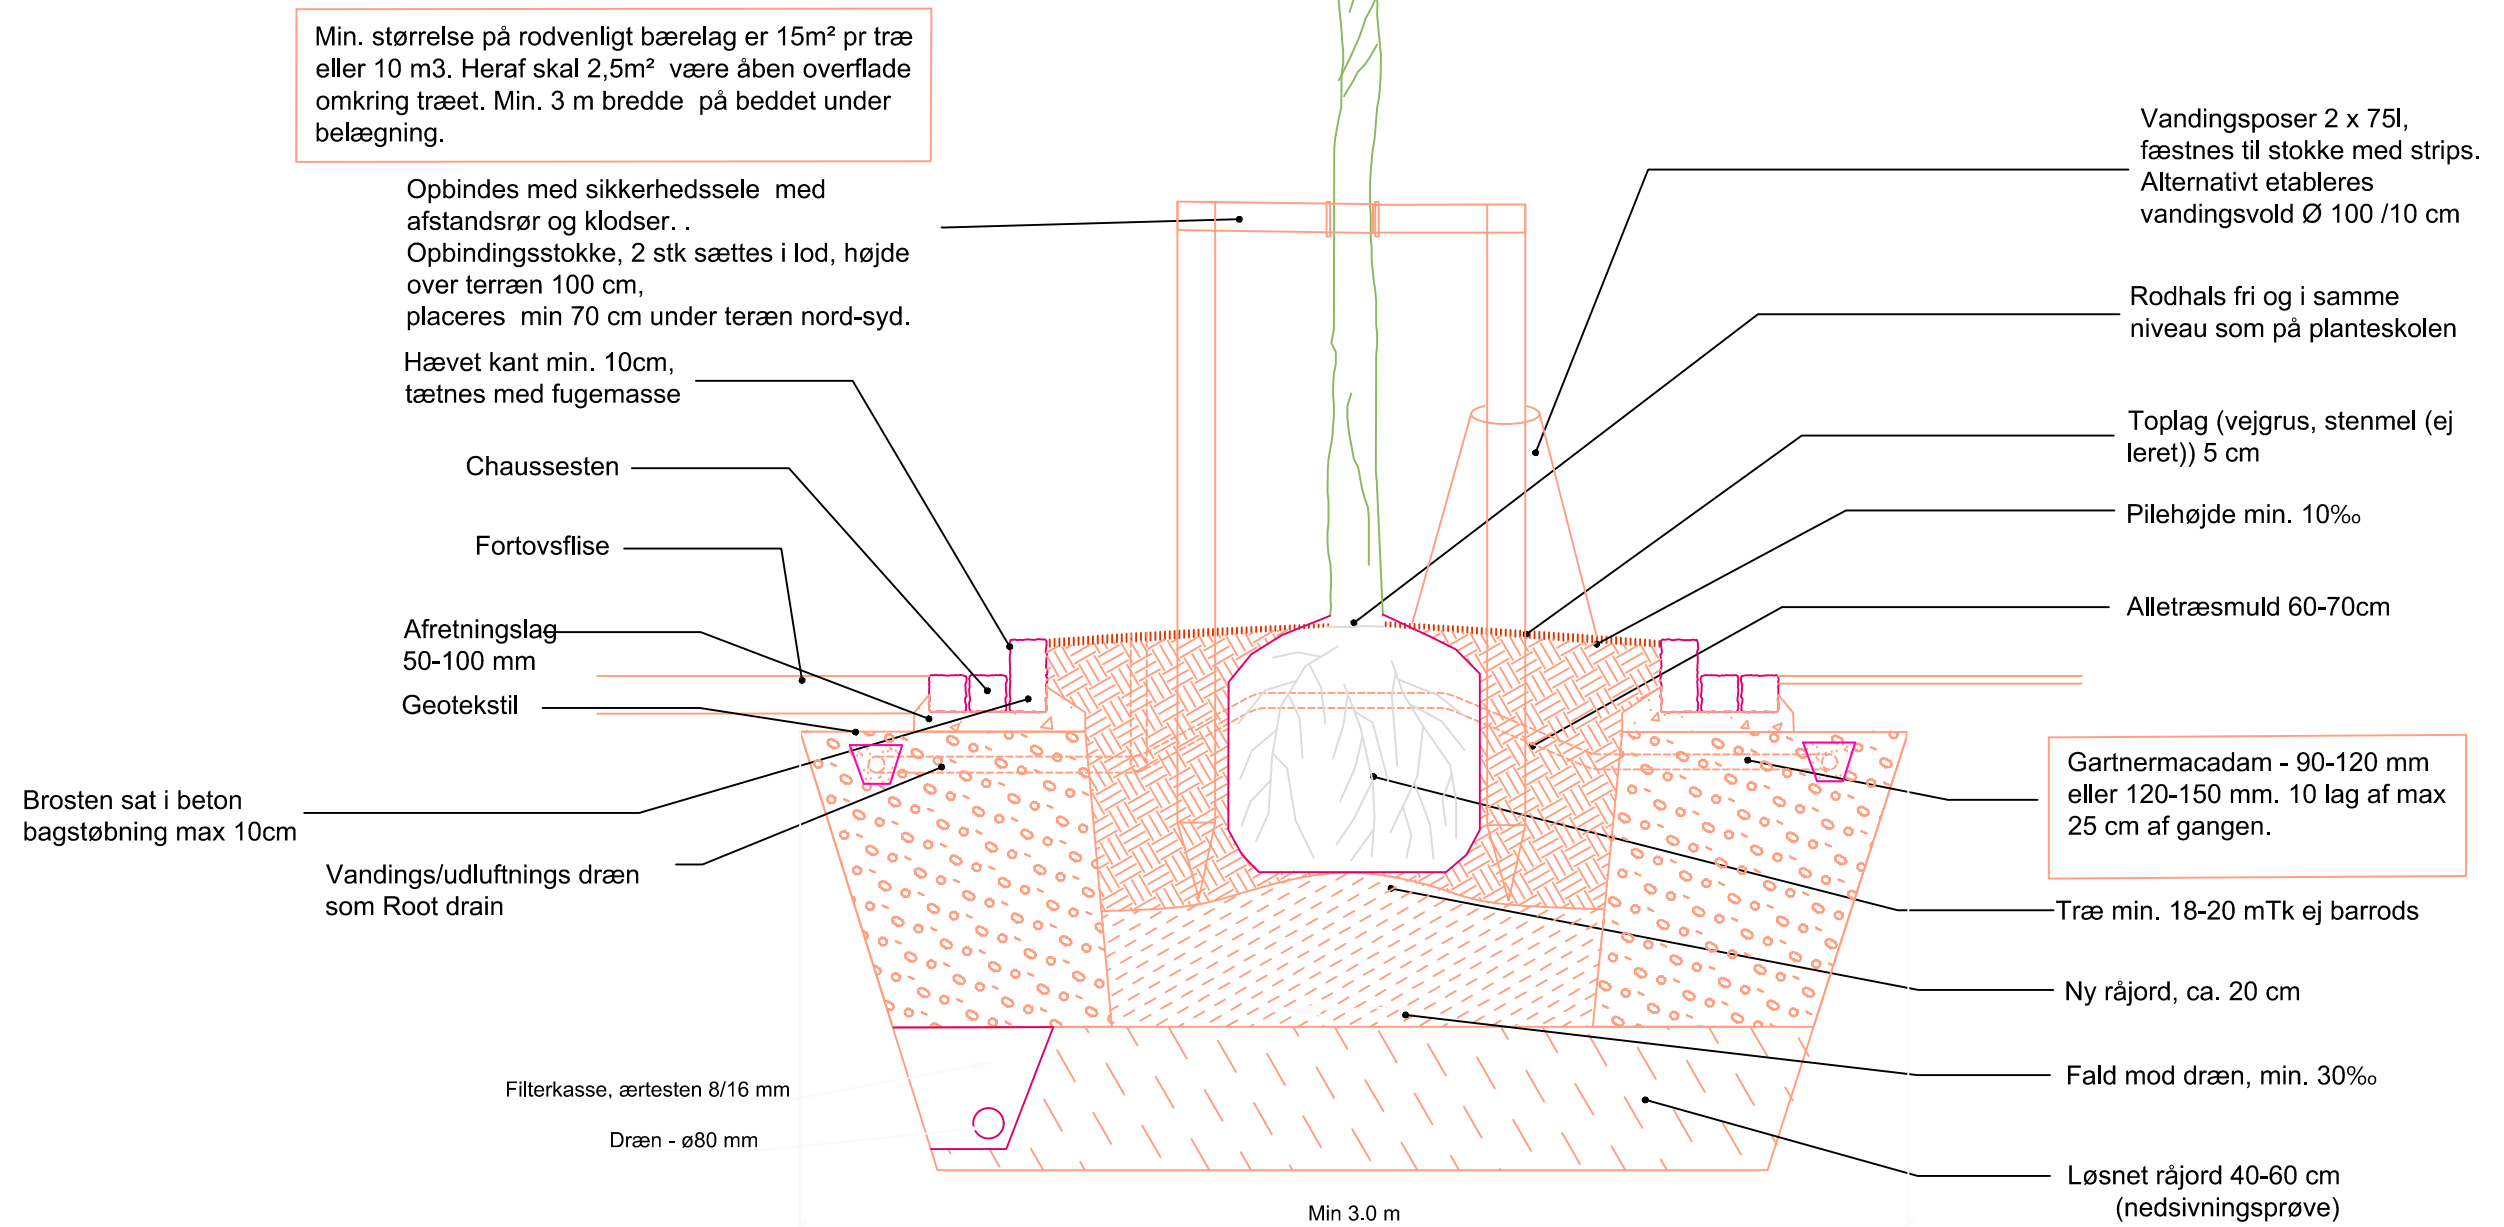 Min. størrelse på rodvenligt bærelag er 15m² pr træ
eller 10 m3. Heraf skal 2,5m² være åben overflade
omkring træet. Min. 3 m bredde på beddet under
belægning.
Opbindes med sikkerhedssele med
afstandsrør og klodser. .
Opbindingsstokke, 2 stk sættes i lod, højde
over terræn 100 cm,
placeres min 70 cm under teræn nord-syd.
Hævet kant min. 10cm,
tætnes med fugemasse
Chaussesten
Fortovsflise
Afretningslag
50-100 mm
Geotekstil
Brosten sat i beton
bagstøbning max 10cm
Vandings/udluftnings dræn
som Root drain
Filterkasse, ærtesten 8/16 mm
Dræn - ø80 mm
Min 3.0 m
Vandingsposer 2 x 75l,
fæstnes til stokke med strips.
Alternativt etableres
vandingsvold Ø 100 /10 cm
Rodhals fri og i samme
niveau som på planteskolen
Toplag (vejgrus, stenmel (ej
leret)) 5 cm
Pilehøjde min. 10‰
Alletræsmuld 60-70cm
Gartnermacadam - 90-120 mm
eller 120-150 mm. 10 lag af max
25 cm af gangen.
Træ min. 18-20 mTk ej barrods
Ny råjord, ca. 20 cm
Fald mod dræn, min. 30‰
Løsnet råjord 40-60 cm
(nedsivningsprøve)